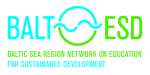 BALT ESD
BALTIC SEA REGION NETWORK ON EDUCATION
FOR SUSTAINABLE DEVELOPMENT